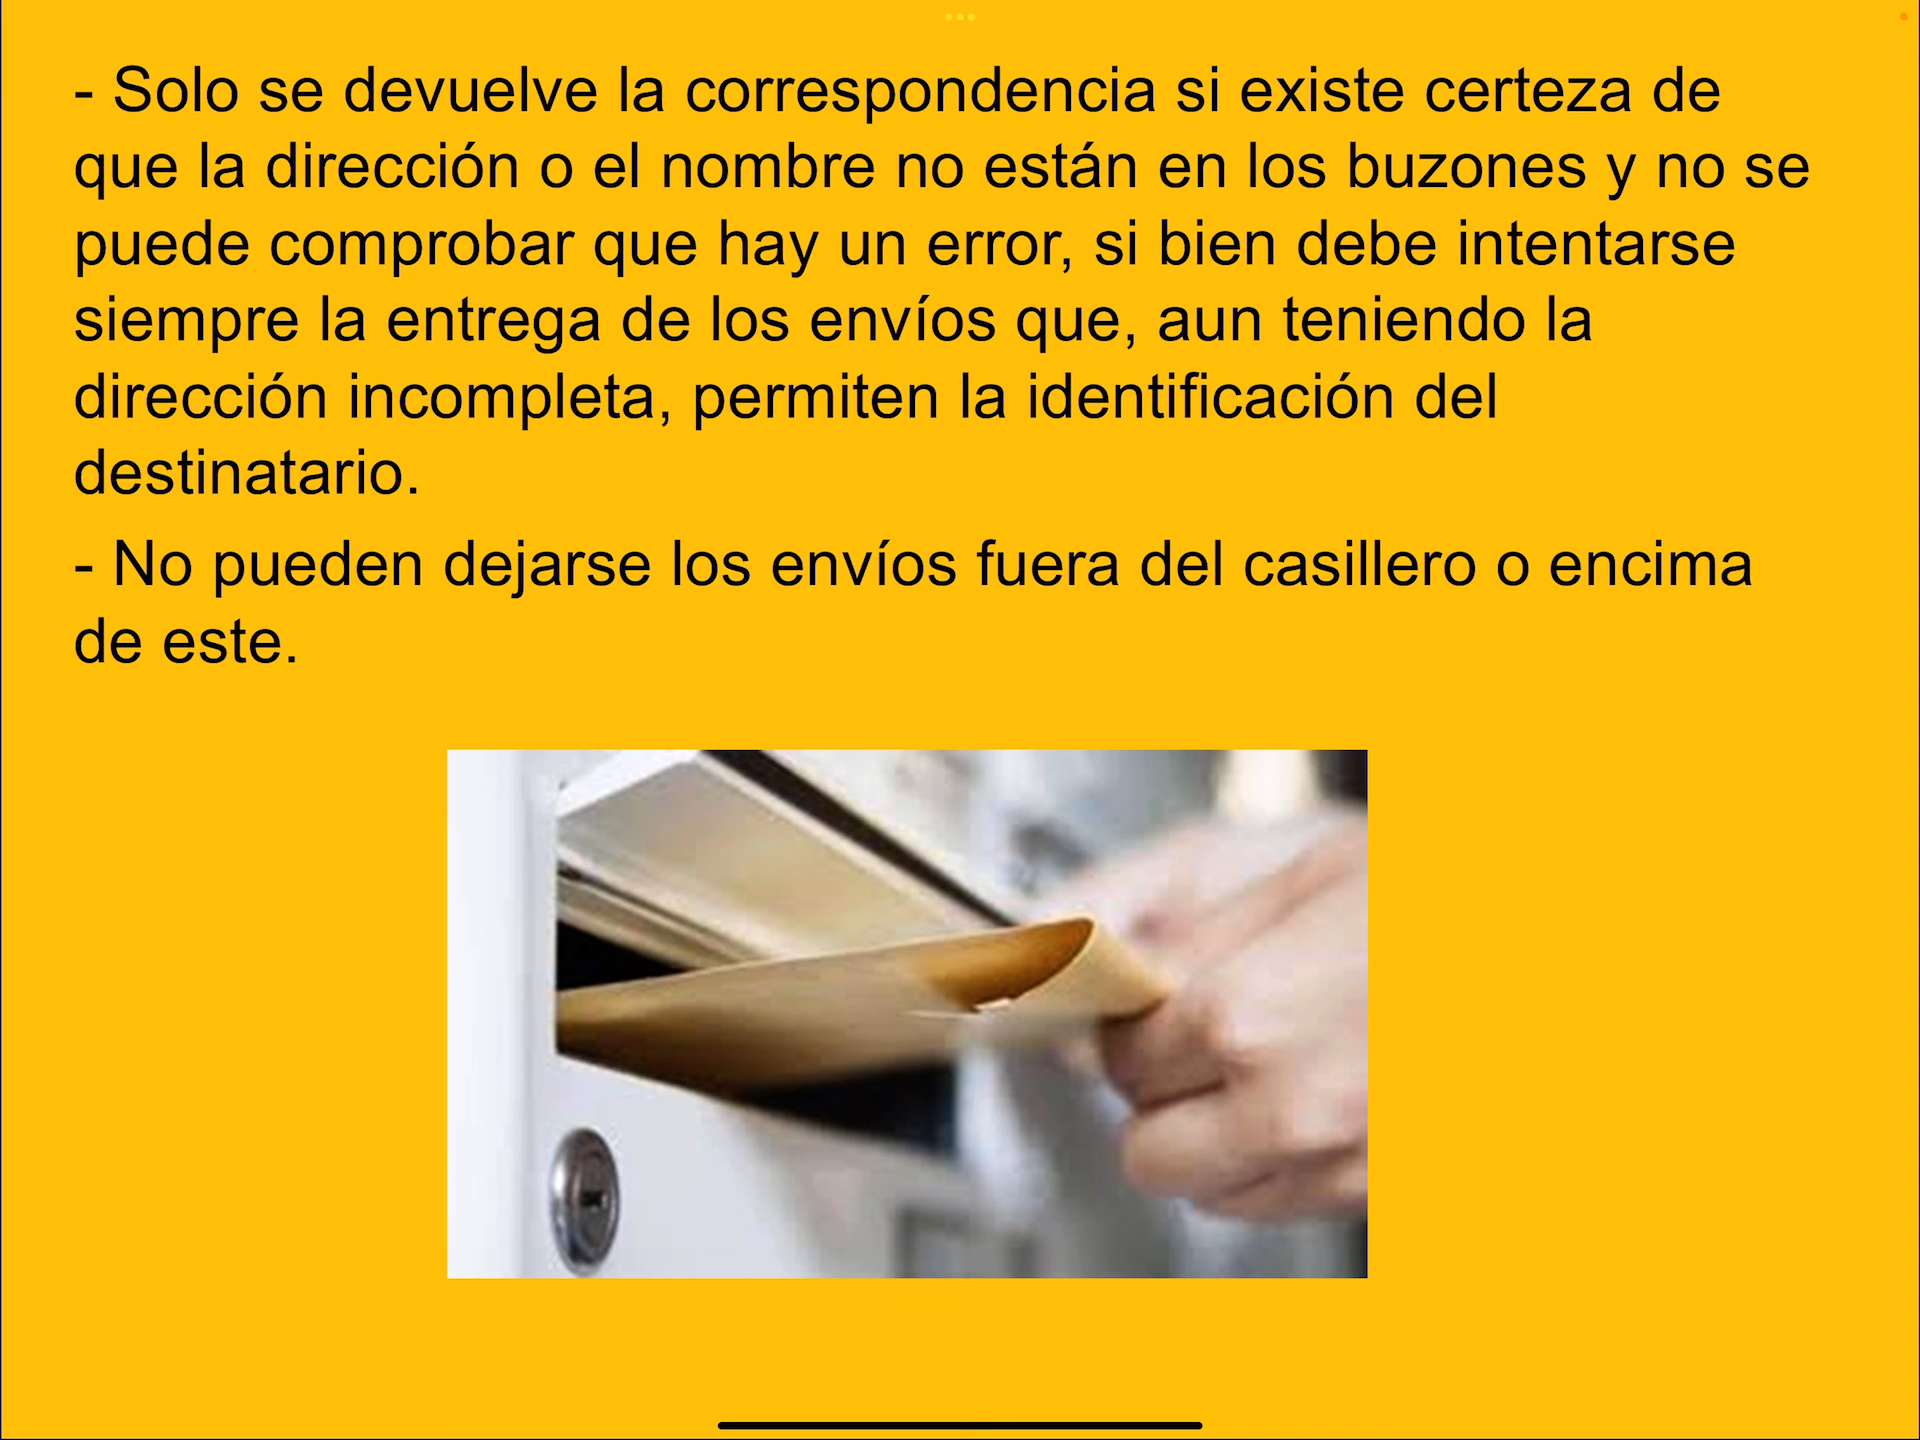 - Solo se devuelve la correspondencia si existe certeza de
que la dirección o el nombre no están en los buzones y no se
puede comprobar que hay un error, si bien debe intentarse
siempre la entrega de los envíos que, aun teniendo la
dirección incompleta, permiten la identificación del
destinatario.
- No pueden dejarse los envíos fuera del casillero o encima
de este.